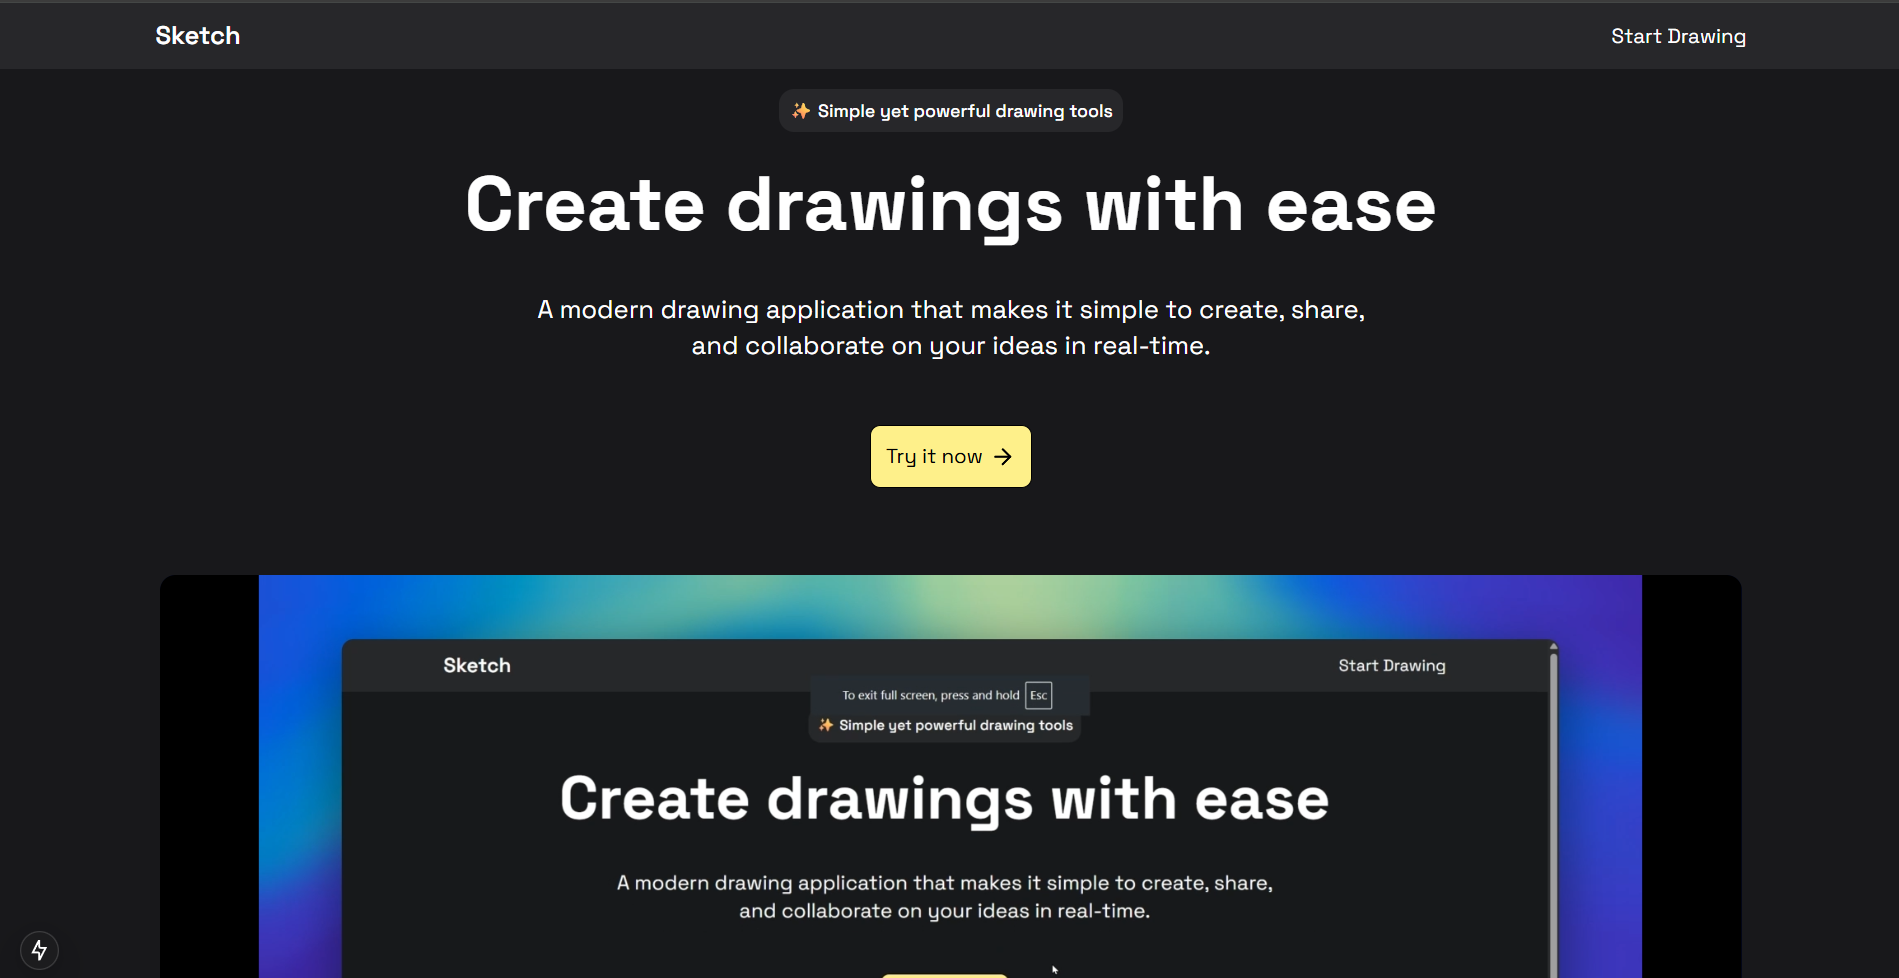 Sketch
Start Drawing
✨ Simple yet powerful drawing tools
Create drawings with ease
A modern drawing application that makes it simple to create, share,
and collaborate on your ideas in real-time.
Try it now →
Sketch
Start Drawing
To exit full screen, press and hold Esc
✨ Simple yet powerful drawing tools
Create drawings with ease
A modern drawing application that makes it simple to create, share,
and collaborate on your ideas in real-time.